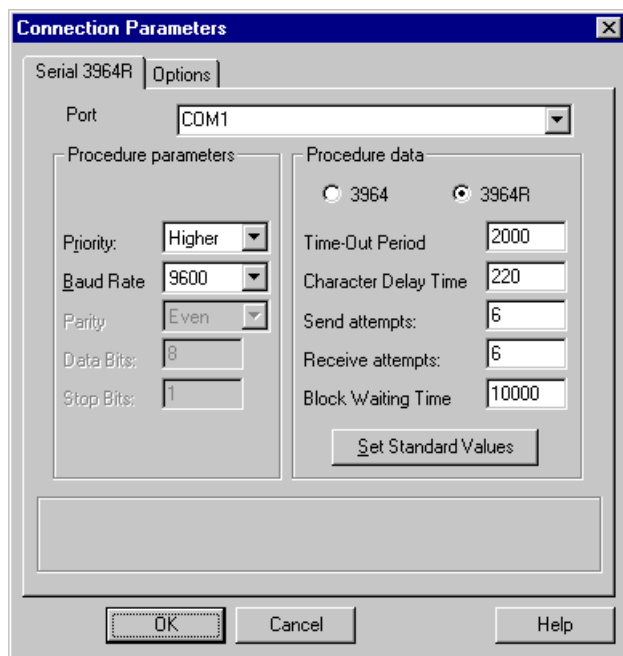 Connection Parameters
Serial 3964R
Options
Port
COM1
Procedure parameters
Priority:
Higher
Baud Rate
9600
Parity
Even
Data Bits:
8
Stop Bits:
1
Procedure data
3964
3964R
Time-Out Period
2000
Character Delay Time
220
Send attempts:
6
Receive attempts:
6
Block Waiting Time
10000
Set Standard Values
OK
Cancel
Help